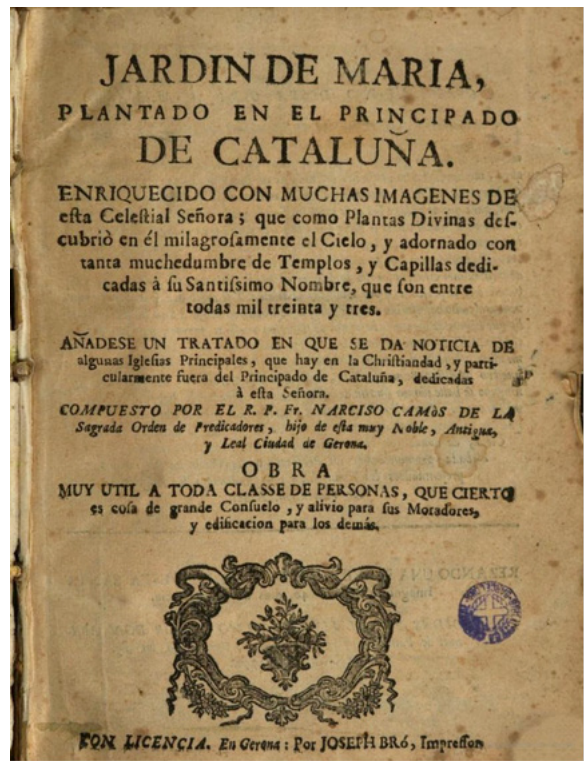 JARDIN DE MARIA,
PLANTADO EN EL PRINCIPADO
DE CATALUÑA.
ENRIQUECIDO CON MUCHAS IMAGENES DE
eſta Celeſtial Señora; que como Plantas Divinas deſ-
cubriò en él milagroſamente el Cielo, y adornado con
tanta muchedumbre de Templos, y Capillas dedi-
cadas à ſu Santiſsimo Nombre, que ſon entre
todas mil treinta y tres.
AÑADESE UN TRATADO EN QUE SE DA NOTICIA DE
algunas Igleſias Principales, que hay en la Chriſtiandad, y parti-
cularmente fuera del Principado de Cataluña, dedicadas
à eſta Señora.
COMPUESTO POR EL R. P. Fr. NARCISO CAMòS DE LA
Sagrada Orden de Predicadores, hijo de eſta muy Noble, Antigua,
y Leal Ciudad de Gerona.
OBRA
MUY UTIL A TODA CLASSE DE PERSONAS, QUE CIERTO
es coſa de grande Conſuelo, y alivio para ſus Moradores,
y edificacion para los demás.
CON LICENCIA. En Gerona: Por JOSEPH BRó, Impreſſor